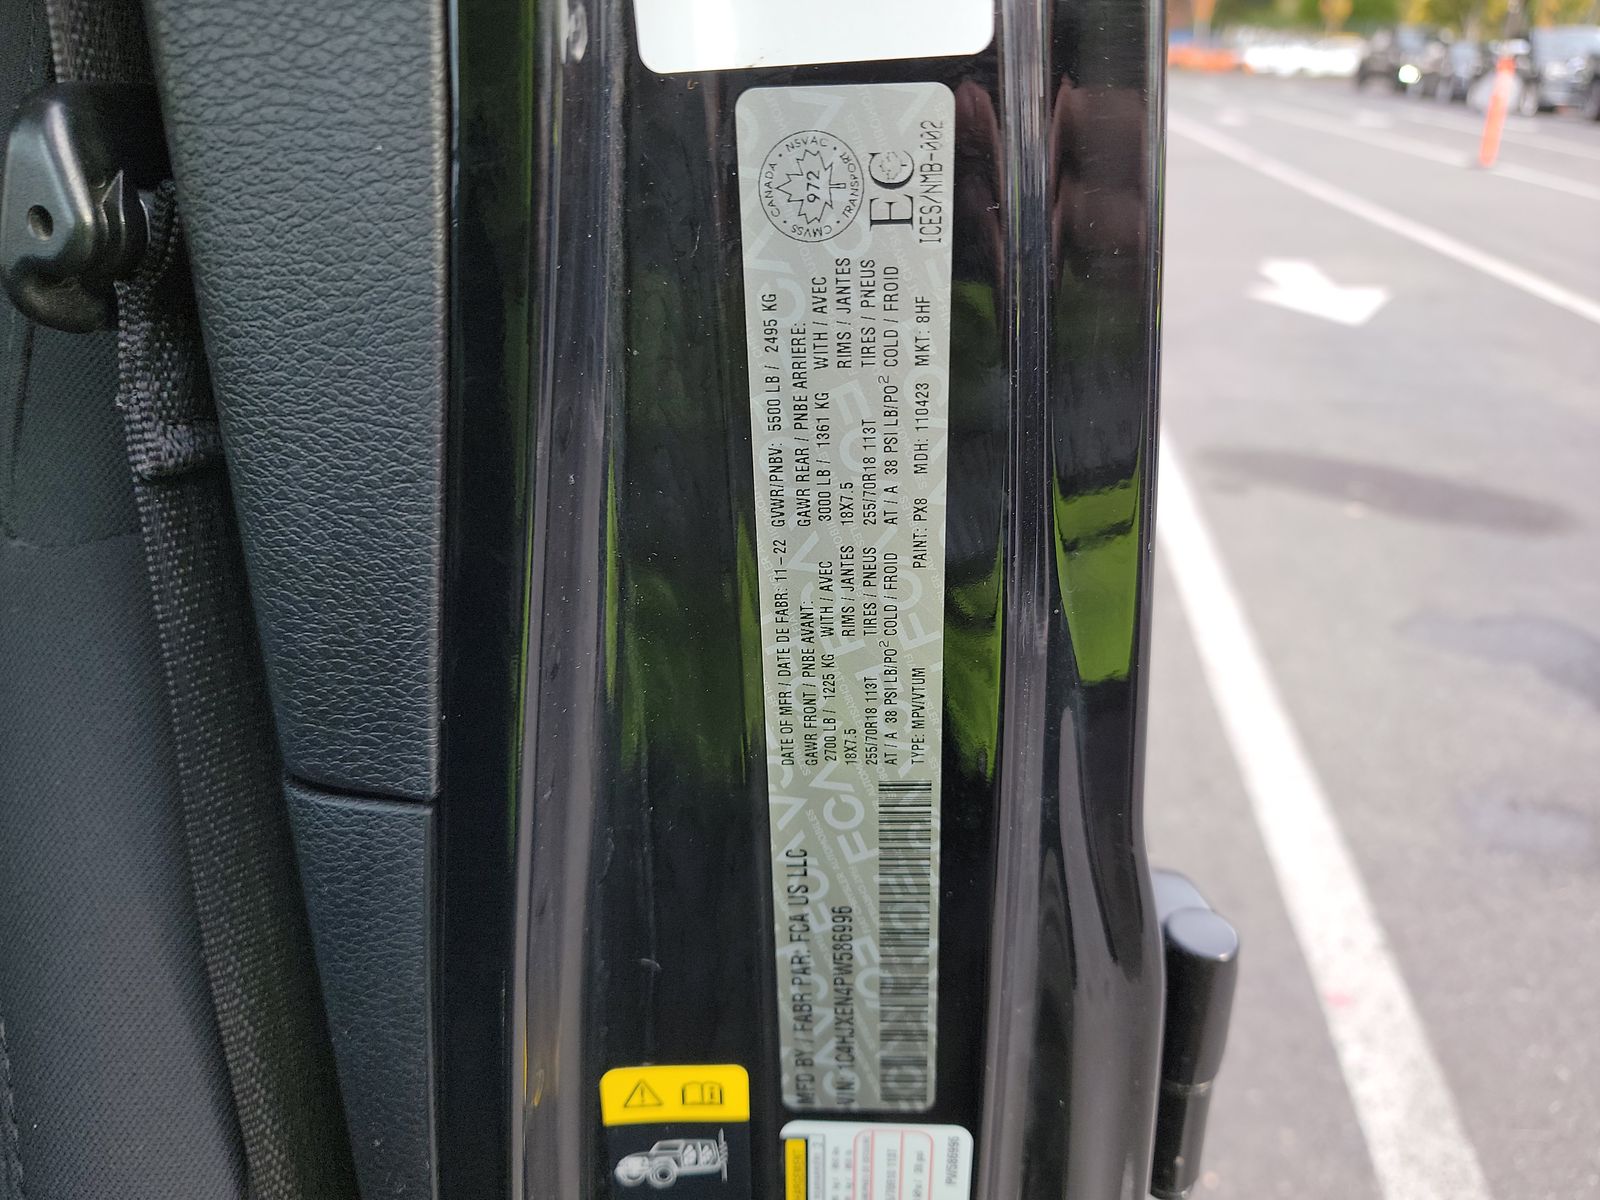 MFD BY / FABR PAR: FCA US LLC
VIN: 1C4HJXEN4PW586996
DATE OF MFR / DATE DE FABR: 11-22 GVWR/PNBV: 5500 LB / 2495 KG
GAWR FRONT / PNBE AVANT: GAWR REAR / PNBE ARRIERE:
2700 LB / 1225 KG WITH / AVEC 3000 LB / 1361 KG WITH / AVEC
18X7.5 RIMS / JANTES 18X7.5 RIMS / JANTES
255/70R18 113T TIRES / PNEUS 255/70R18 113T TIRES / PNEUS
AT / A 38 PSI LB/PO² COLD / FROID AT / A 38 PSI LB/PO² COLD / FROID
TYPE: MPV/VTUM PAINT: PX8 MDH: 110423 MKT: 8HF
CANADA • NSVAC • TRANSPORT • CMVSS •
972
EC
ICES/NMB-002
PW586996